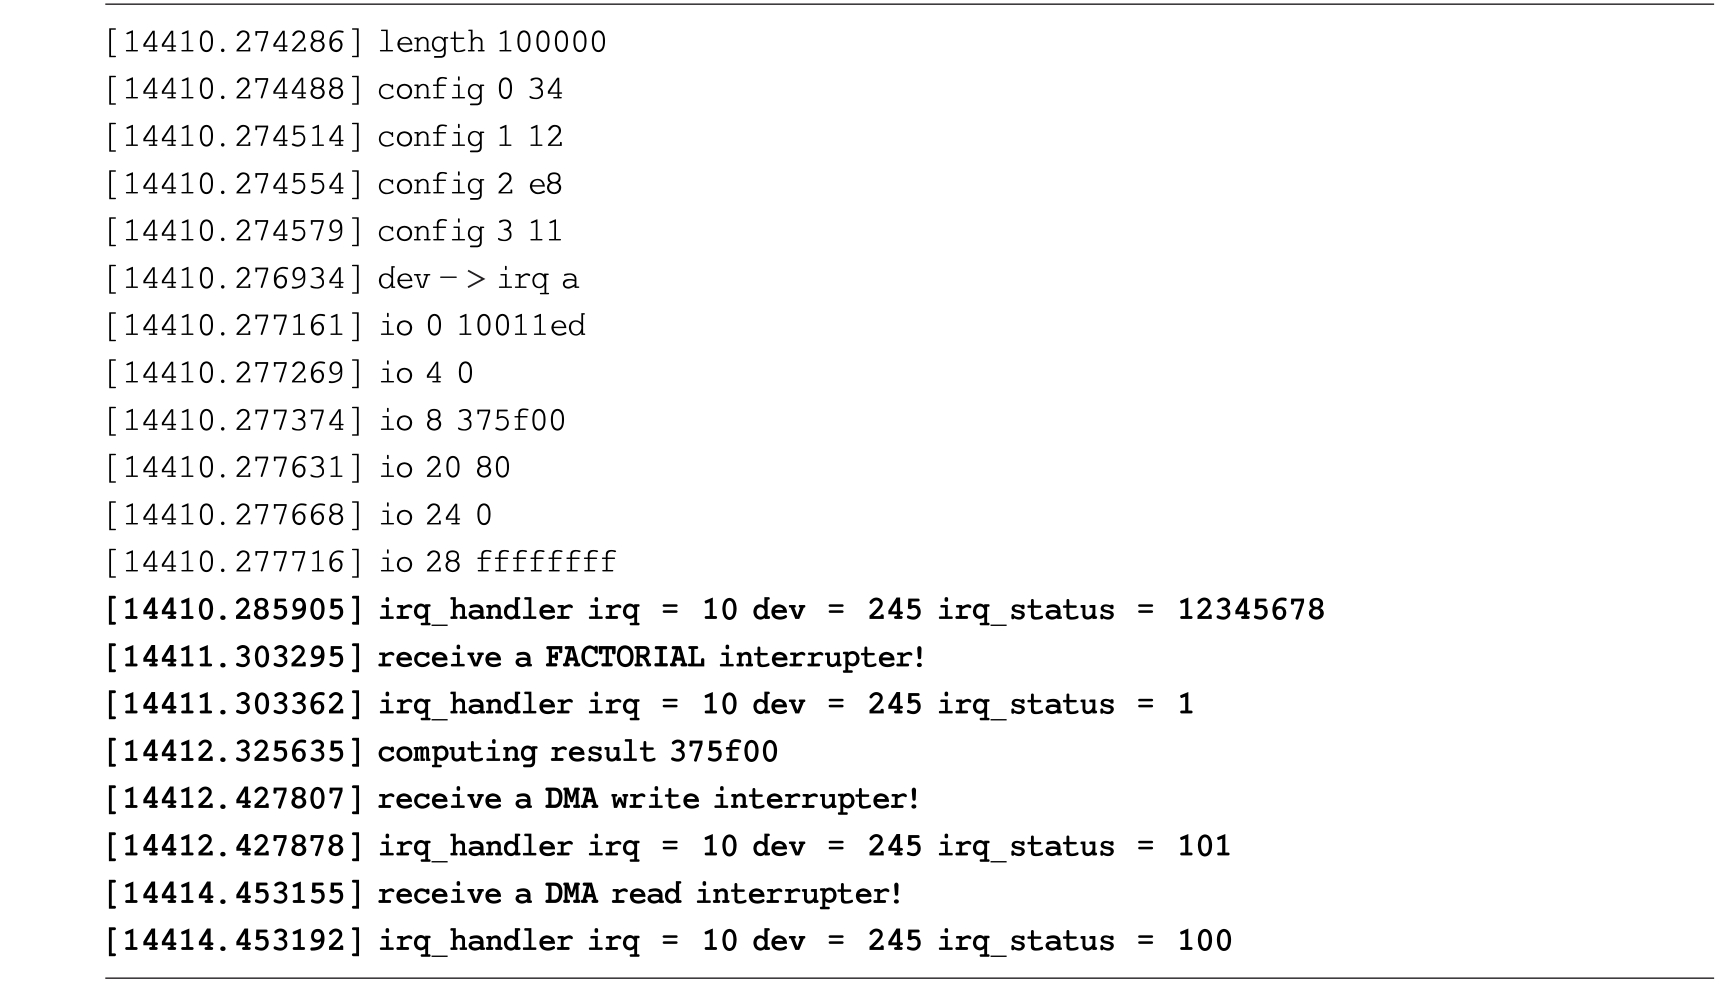 [14410.274286] length 100000
[14410.274488] config 0 34
[14410.274514] config 1 12
[14410.274554] config 2 e8
[14410.274579] config 3 11
[14410.276934] dev − > irq a
[14410.277161] io 0 10011ed
[14410.277269] io 4 0
[14410.277374] io 8 375f00
[14410.277631] io 20 80
[14410.277668] io 24 0
[14410.277716] io 28 ffffffff
[14410.285905] irq_handler irq = 10 dev = 245 irq_status = 12345678
[14411.303295] receive a FACTORIAL interrupter!
[14411.303362] irq_handler irq = 10 dev = 245 irq_status = 1
[14412.325635] computing result 375f00
[14412.427807] receive a DMA write interrupter!
[14412.427878] irq_handler irq = 10 dev = 245 irq_status = 101
[14414.453155] receive a DMA read interrupter!
[14414.453192] irq_handler irq = 10 dev = 245 irq_status = 100